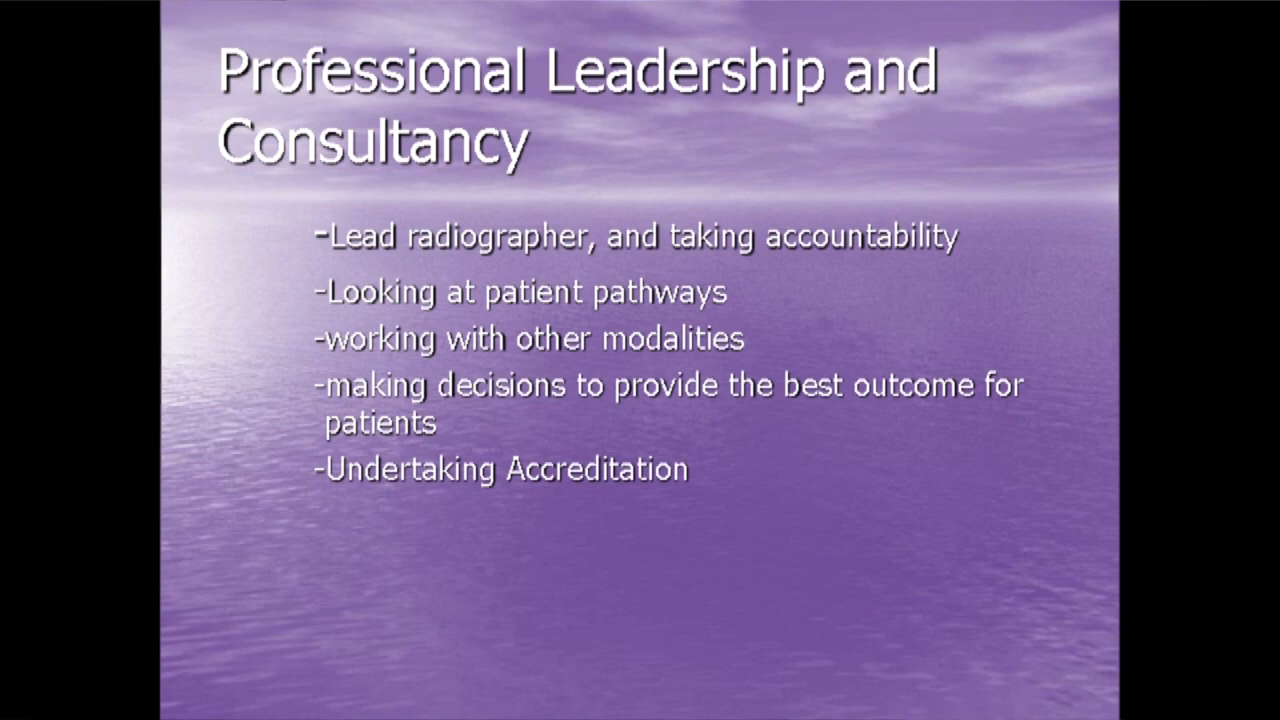 Professional Leadership and
Consultancy
-Lead radiographer, and taking accountability
-Looking at patient pathways
-working with other modalities
-making decisions to provide the best outcome for
patients
-Undertaking Accreditation